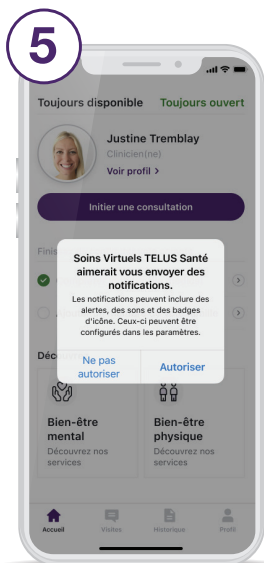 5
Toujours disponible Toujours ouvert
Justine Tremblay
Clinicien(ne)
Voir profil >
Initier une consultation
Finis
Soins Virtuels TELUS Santé
aimerait vous envoyer des
notifications.
Les notifications peuvent inclure des
alertes, des sons et des badges
d'icône. Ceux-ci peuvent être
configurés dans les paramètres.
Ne pas
autoriser
Autoriser
Déco
Bien-être
mental
Découvrez nos
services
Bien-être
physique
Découvrez nos
services
Accueil
Visites
Historique
Profil